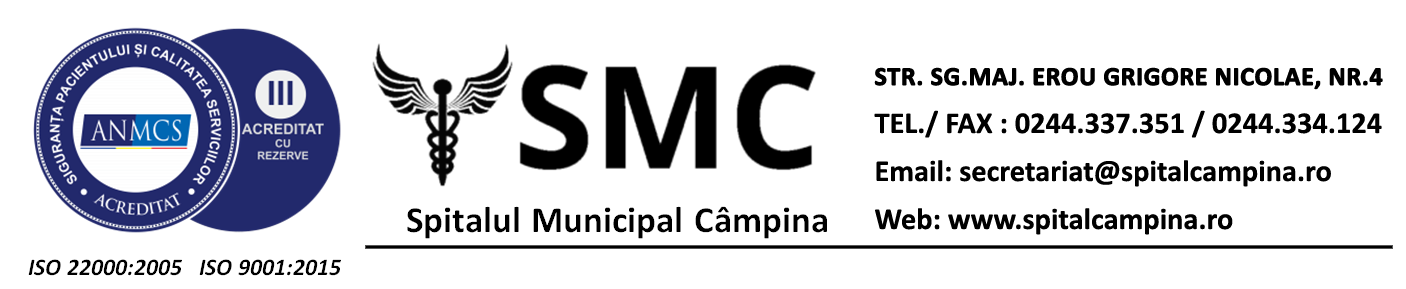 SIGURANȚA PACIENTULUI ȘI CALITATEA SERVICIILOR
ANMCS
ACREDITAT
III
ACREDITAT
CU
REZERVE
ISO 22000:2005 ISO 9001:2015
SMC
Spitalul Municipal Câmpina
STR. SG.MAJ. EROU GRIGORE NICOLAE, NR.4
TEL./ FAX : 0244.337.351 / 0244.334.124
Email: secretariat@spitalcampina.ro
Web: www.spitalcampina.ro